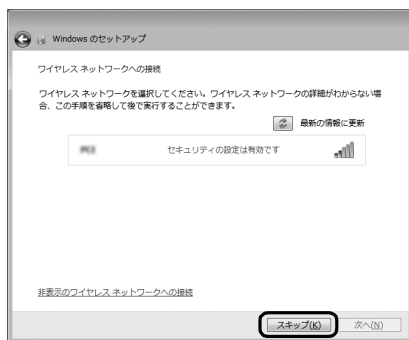 Windows のセットアップ
ワイヤレス ネットワークへの接続
ワイヤレス ネットワークを選択してください。ワイヤレス ネットワークの詳細がわからない場
合、この手順を省略して後で実行することができます。
最新の情報に更新
セキュリティの設定は有効です
非表示のワイヤレス ネットワークへの接続
スキップ(K) 次へ(N)